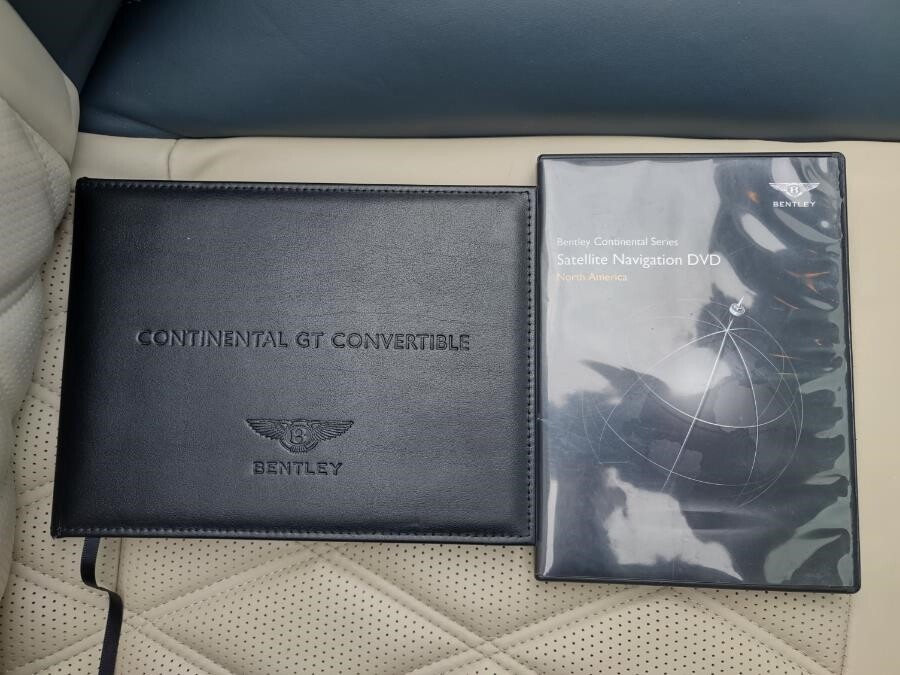 CONTINENTAL GT CONVERTIBLE
B
BENTLEY
B
BENTLEY
Bentley Continental Series
Satellite Navigation DVD
North America